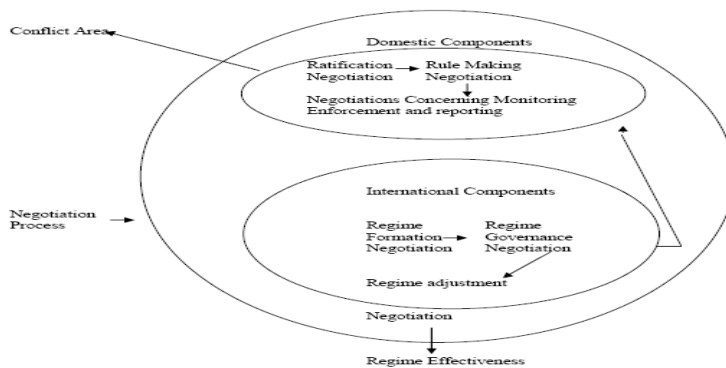 Conflict Area
Domestic Components
Ratification Rule Making
Negotiation Negotiation
Negotiations Concerning Monitoring
Enforcement and reporting
International Components
Negotiation
Process
Regime Regime
Formation Governance
Negotiation Negotiation
Regime adjustment
Negotiation
Regime Effectiveness